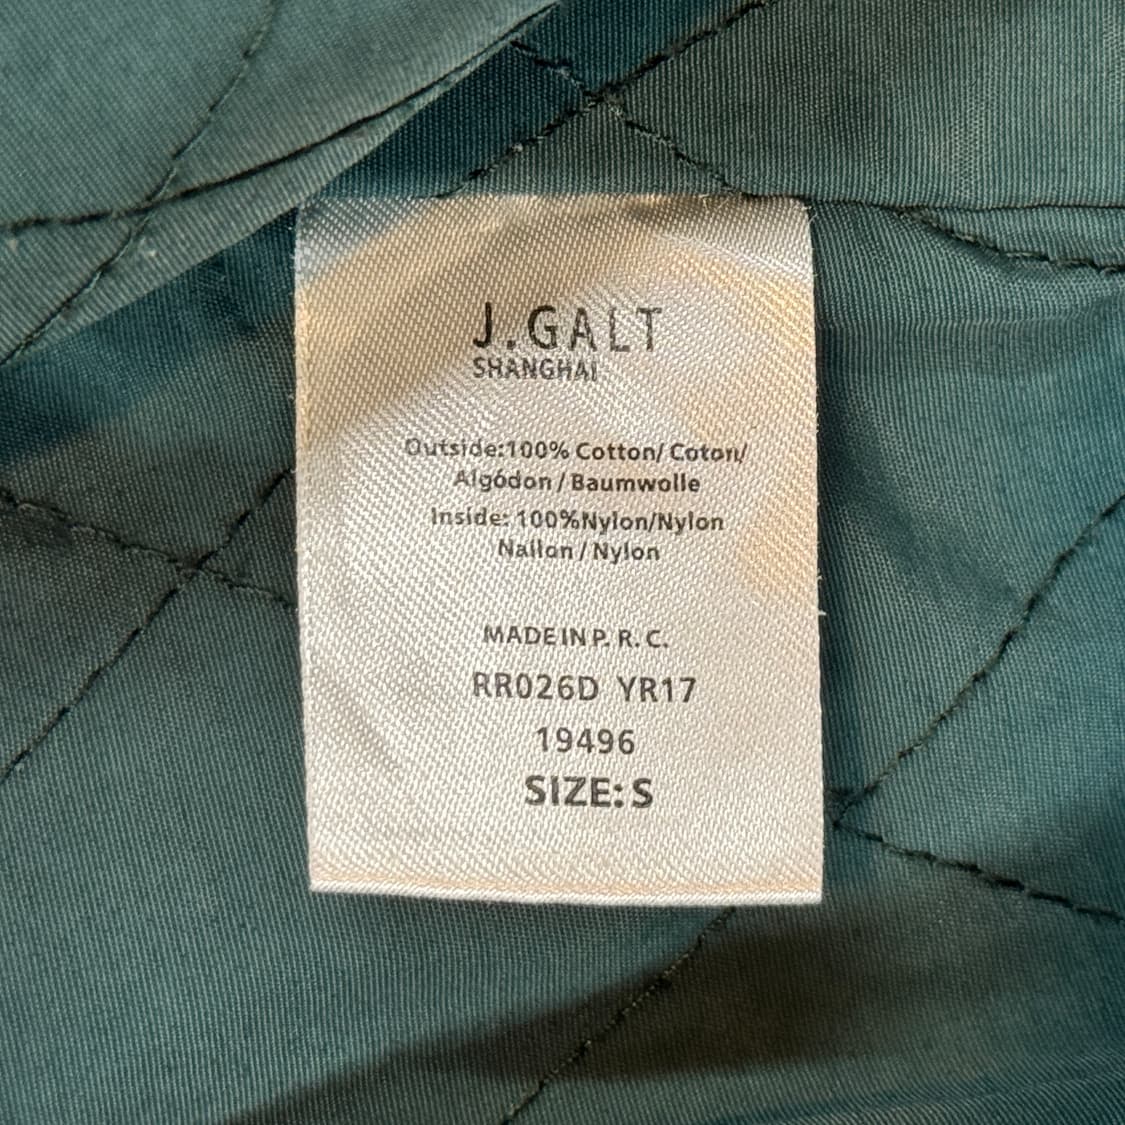 J.GALT
SHANGHAI
Outside:100% Cotton/ Coton/
Algódon / Baumwolle
Inside: 100%Nylon/Nylon
Nailon / Nylon
MADE IN P. R. C.
RR026D YR17
19496
SIZE: S